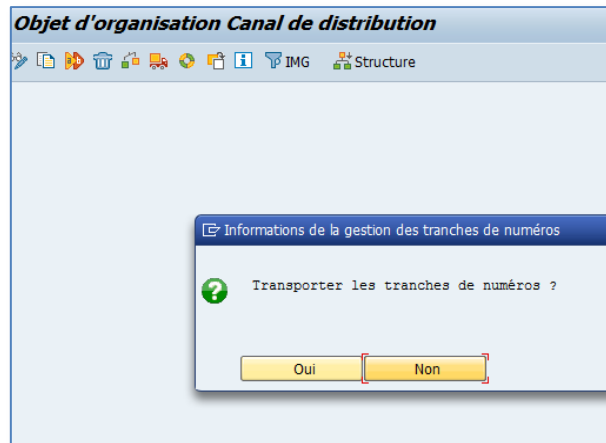 Objet d'organisation Canal de distribution
IMG Structure
Informations de la gestion des tranches de numéros
Transporter les tranches de numéros ?
Oui Non